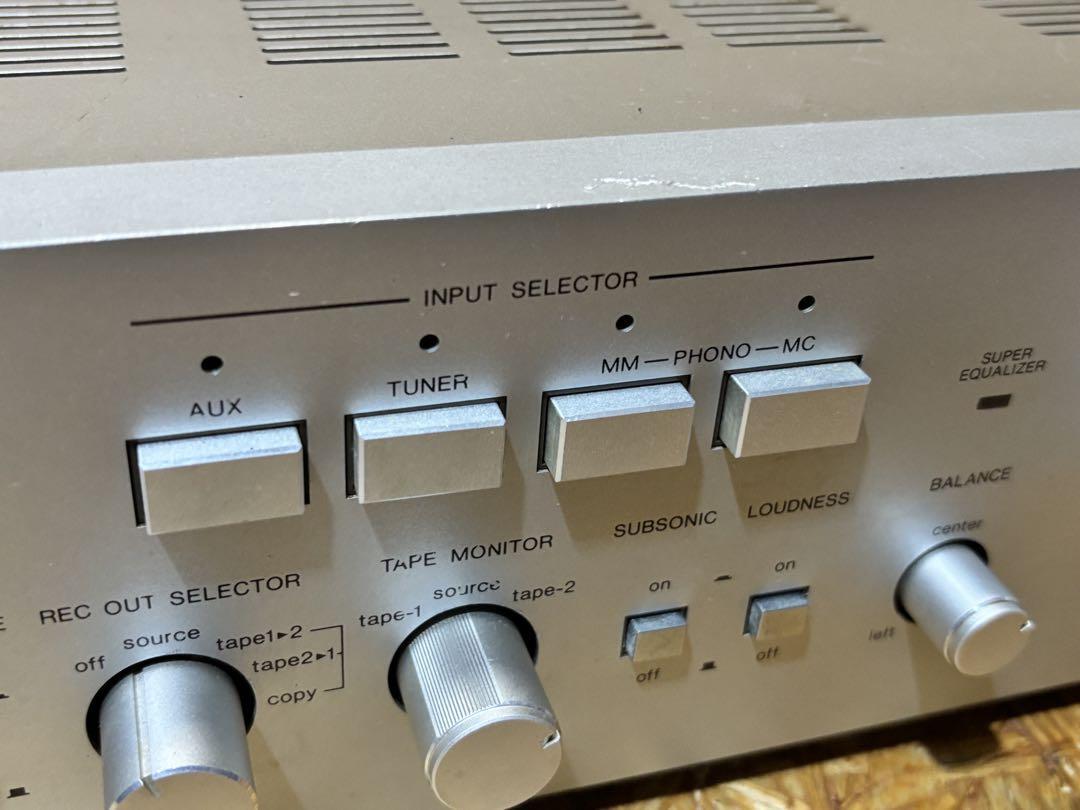 INPUT SELECTOR
AUX
TUNER
MM — PHONO — MC
SUPER
EQUALIZER
SUBSONIC
LOUDNESS
BALANCE
on
off
on
off
center
left
TAPE MONITOR
tape-1
source
tape-2
REC OUT SELECTOR
off
source
tape1▸2
tape2▸1
copy